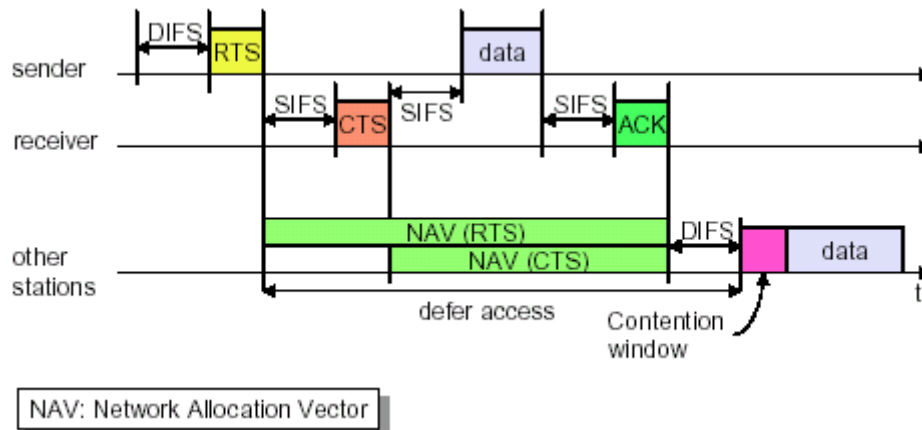 DIFS
RTS
data
sender
SIFS
CTS
SIFS
SIFS
ACK
receiver
NAV (RTS)
DIFS
NAV (CTS)
data
other
stations
t
defer access
Contention
window
NAV: Network Allocation Vector